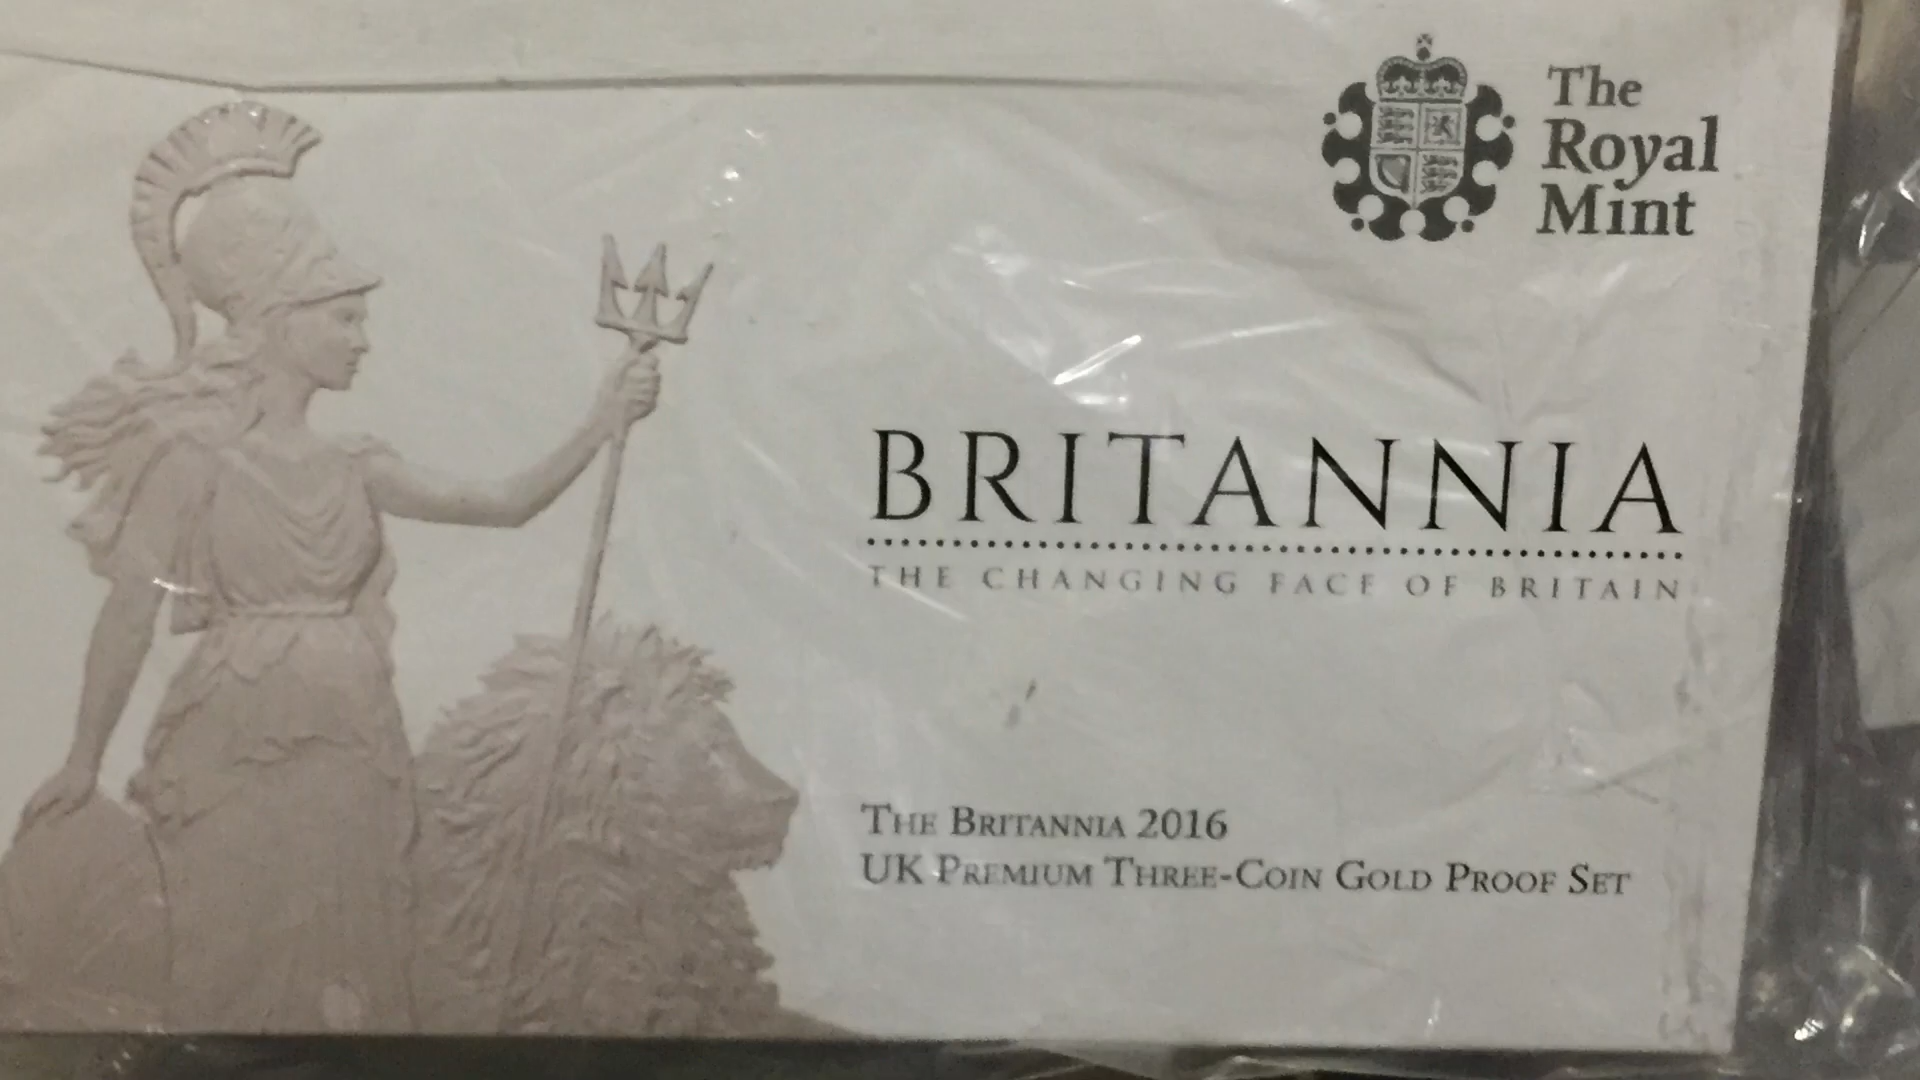 The
Royal
Mint
BRITANNIA
THE CHANGING FACE OF BRITAIN
THE BRITANNIA 2016
UK PREMIUM THREE-COIN GOLD PROOF SET